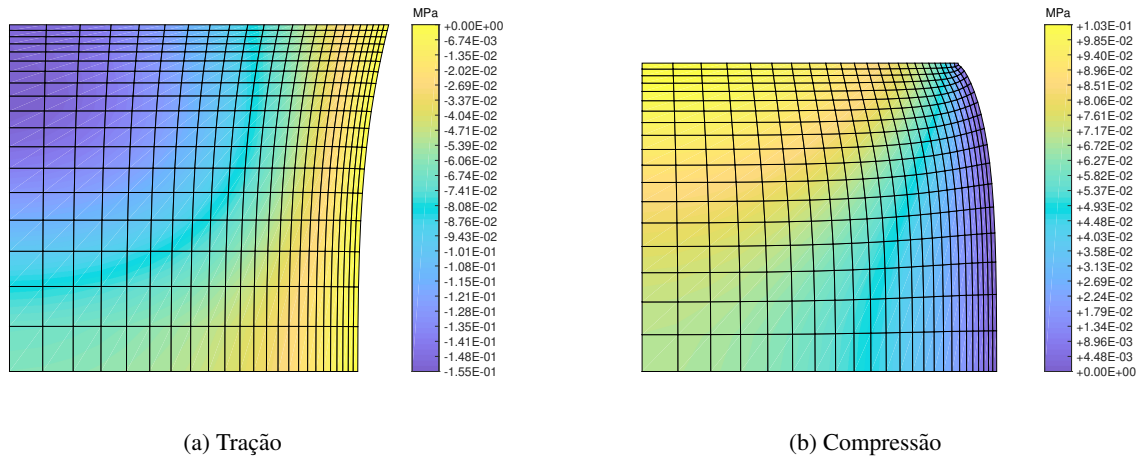 MPa
+0.00E+00
-6.74E-03
-1.35E-02
-2.02E-02
-3.37E-02
-4.04E-02
-4.71E-02
-5.39E-02
-6.06E-02
-6.74E-02
-7.41E-02
-8.08E-02
-8.76E-02
-9.43E-02
-1.01E-01
-1.08E-01
-1.14E-01
-1.21E-01
-1.28E-01
-1.35E-01
-1.41E-01
-1.48E-01
-1.55E-01
MPa
+1.03E-01
+9.85E-02
+9.40E-02
+8.96E-02
+8.51E-02
+8.06E-02
+7.61E-02
+7.17E-02
+6.72E-02
+6.27E-02
+5.82E-02
+5.37E-02
+4.93E-02
+4.48E-02
+4.03E-02
+3.58E-02
+3.13E-02
+2.69E-02
+2.24E-02
+1.79E-02
+1.34E-02
+8.96E-03
+4.48E-03
+0.00E+00
(a) Tração
(b) Compressão